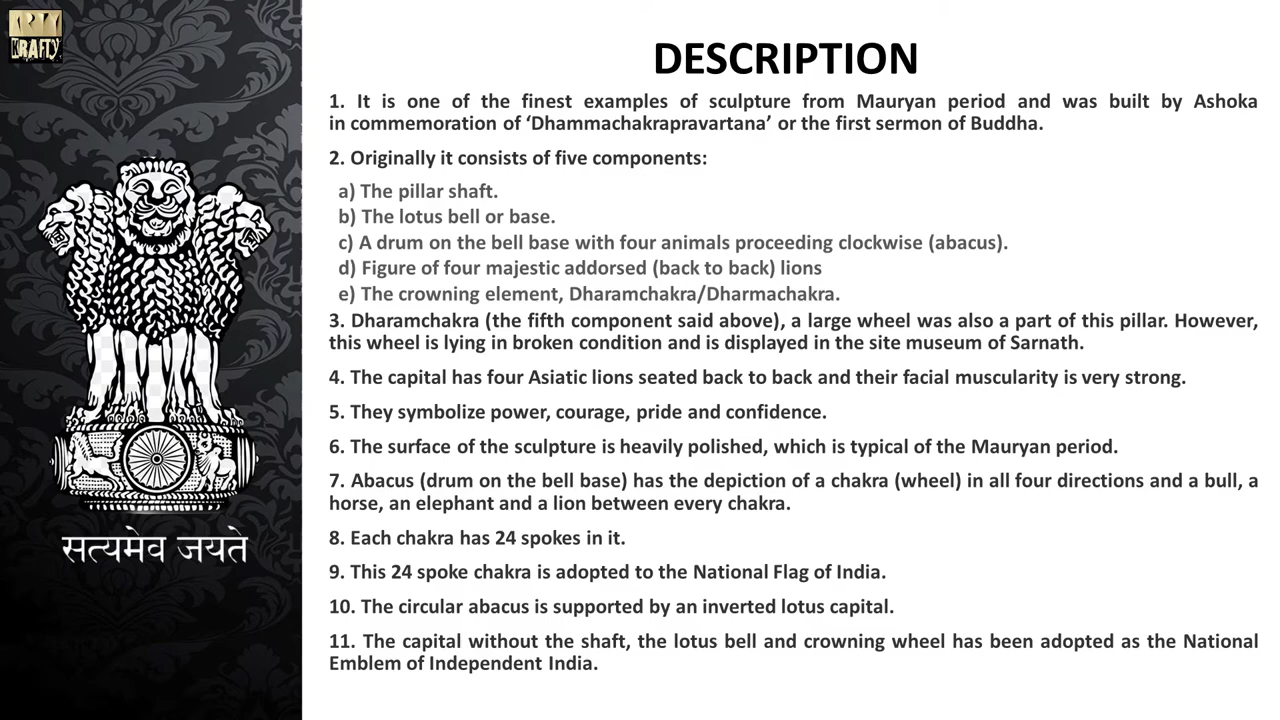 KRAFTY
DESCRIPTION
1. It is one of the finest examples of sculpture from Mauryan period and was built by Ashoka
in commemoration of ‘Dhammachakrapravartana’ or the first sermon of Buddha.
2. Originally it consists of five components:
a) The pillar shaft.
b) The lotus bell or base.
c) A drum on the bell base with four animals proceeding clockwise (abacus).
d) Figure of four majestic addorsed (back to back) lions
e) The crowning element, Dharamchakra/Dharmachakra.
3. Dharamchakra (the fifth component said above), a large wheel was also a part of this pillar. However,
this wheel is lying in broken condition and is displayed in the site museum of Sarnath.
4. The capital has four Asiatic lions seated back to back and their facial muscularity is very strong.
5. They symbolize power, courage, pride and confidence.
6. The surface of the sculpture is heavily polished, which is typical of the Mauryan period.
7. Abacus (drum on the bell base) has the depiction of a chakra (wheel) in all four directions and a bull, a
horse, an elephant and a lion between every chakra.
8. Each chakra has 24 spokes in it.
9. This 24 spoke chakra is adopted to the National Flag of India.
10. The circular abacus is supported by an inverted lotus capital.
11. The capital without the shaft, the lotus bell and crowning wheel has been adopted as the National
Emblem of Independent India.
सत्यमेव जयते